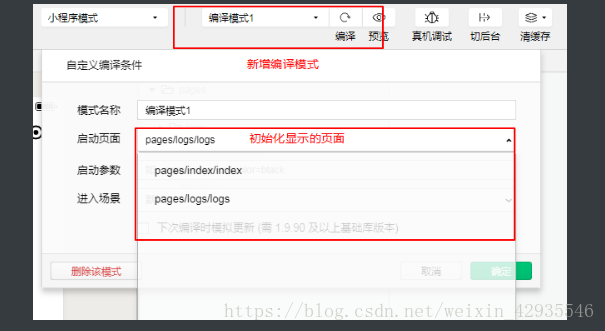 小程序模式
编译模式1
编译
预览
真机调试
切后台
清缓存
自定义编译条件
新增编译模式
模式名称
编译模式1
启动页面
pages/logs/logs
初始化显示的页面
启动参数
pages/index/index
进入场景
pages/logs/logs
下次编译时模拟更新 (需 1.9.90 及以上基础库版本)
删除该模式
取消
确定
https://blog.csdn.net/weixin_42935546